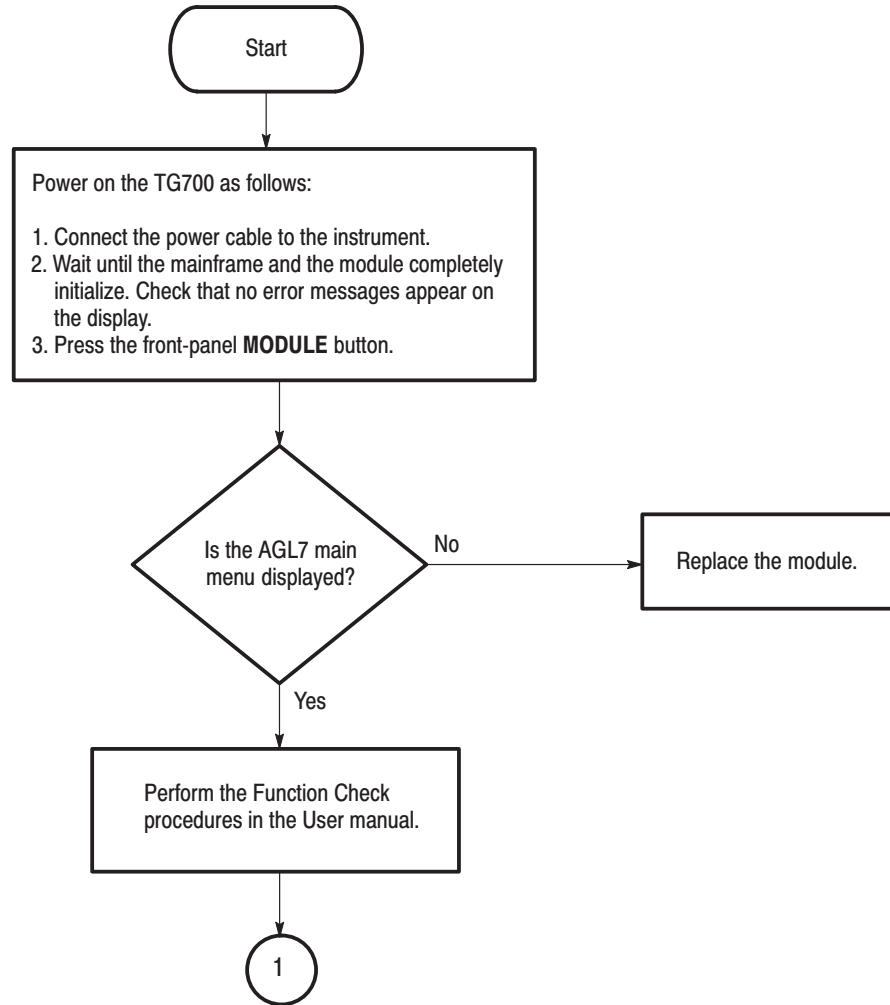 Start
Power on the TG700 as follows:
1. Connect the power cable to the instrument.
2. Wait until the mainframe and the module completely
initialize. Check that no error messages appear on
the display.
3. Press the front-panel MODULE button.
Is the AGL7 main
menu displayed?
No
Replace the module.
Yes
Perform the Function Check
procedures in the User manual.
1